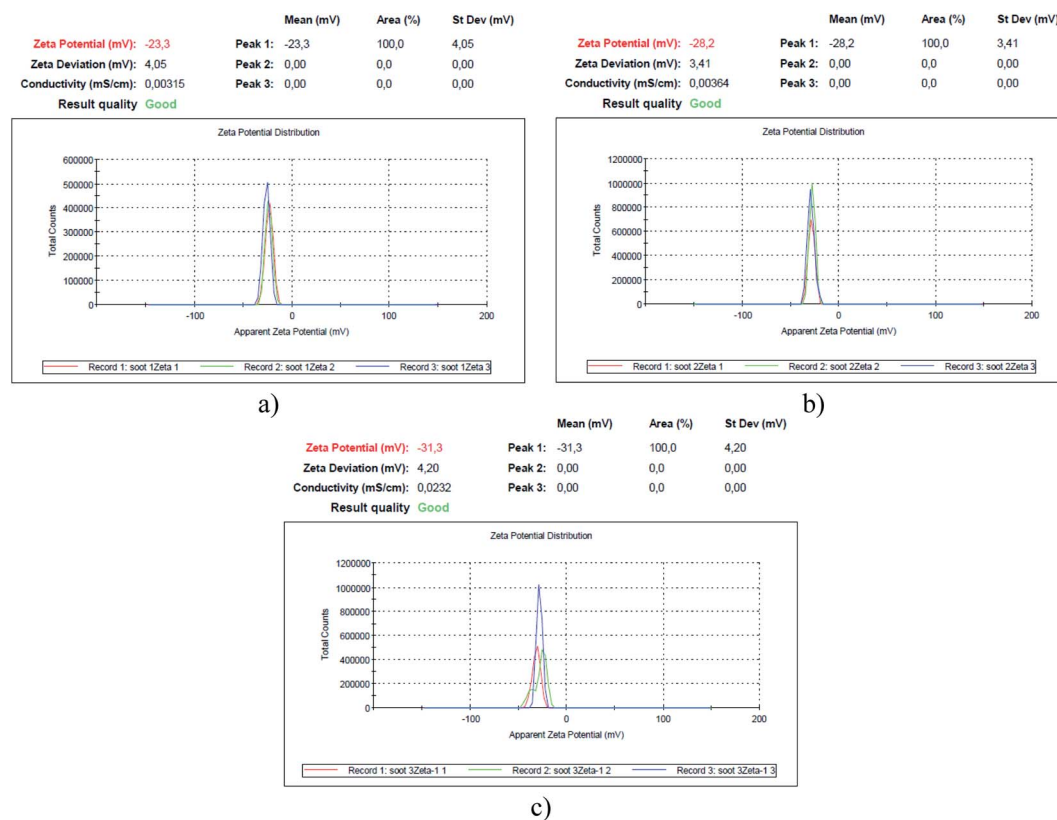 Mean (mV) Area (%) St Dev (mV)
Zeta Potential (mV): -23,3 Peak 1: -23,3 100,0 4,05
Zeta Deviation (mV): 4,05 Peak 2: 0,00 0,0 0,00
Conductivity (mS/cm): 0,00315 Peak 3: 0,00 0,0 0,00
Result quality Good
Zeta Potential Distribution
600000
500000
400000
300000
200000
100000
0
Total Counts
-100 0 100 200
Apparent Zeta Potential (mV)
Record 1: soot 1Zeta 1 Record 2: soot 1Zeta 2 Record 3: soot 1Zeta 3
a)
Mean (mV) Area (%) St Dev (mV)
Zeta Potential (mV): -28,2 Peak 1: -28,2 100,0 3,41
Zeta Deviation (mV): 3,41 Peak 2: 0,00 0,0 0,00
Conductivity (mS/cm): 0,00364 Peak 3: 0,00 0,0 0,00
Result quality Good
Zeta Potential Distribution
1200000
1000000
800000
600000
400000
200000
0
Total Counts
-200 -100 0 100 200
Apparent Zeta Potential (mV)
Record 1: soot 2Zeta 1 Record 2: soot 2Zeta 2 Record 3: soot 2Zeta 3
b)
Mean (mV) Area (%) St Dev (mV)
Zeta Potential (mV): -31,3 Peak 1: -31,3 100,0 4,20
Zeta Deviation (mV): 4,20 Peak 2: 0,00 0,0 0,00
Conductivity (mS/cm): 0,0232 Peak 3: 0,00 0,0 0,00
Result quality Good
Zeta Potential Distribution
1200000
1000000
800000
600000
400000
200000
0
Total Counts
-200 -100 0 100 200
Apparent Zeta Potential (mV)
Record 1: soot 3Zeta-1 1 Record 2: soot 3Zeta-1 2 Record 3: soot 3Zeta-1 3
c)